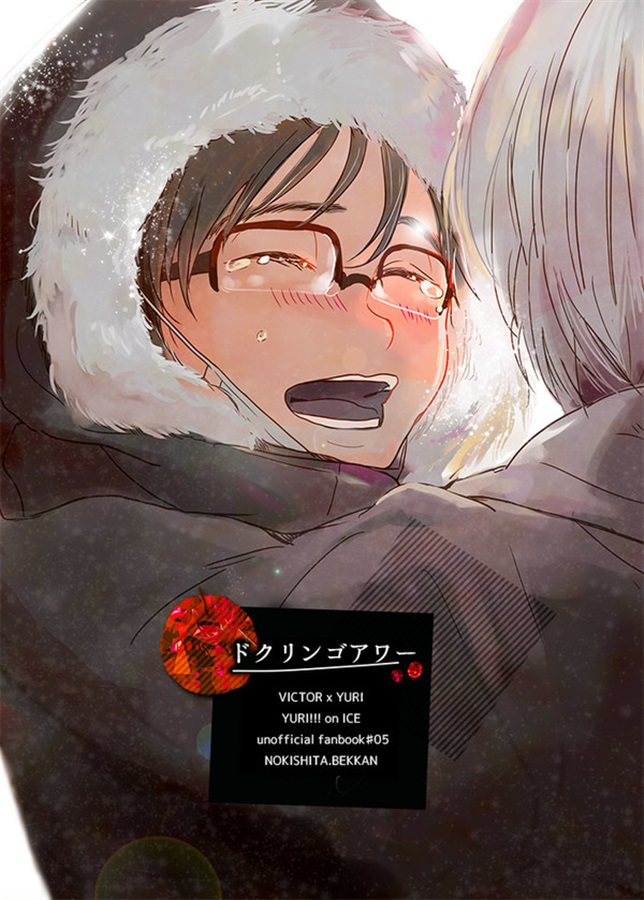 ドクリンゴアワー
VICTOR x YURI
YURI!!! on ICE
unofficial fanbook#05
NOKISHITA.BEKKAN